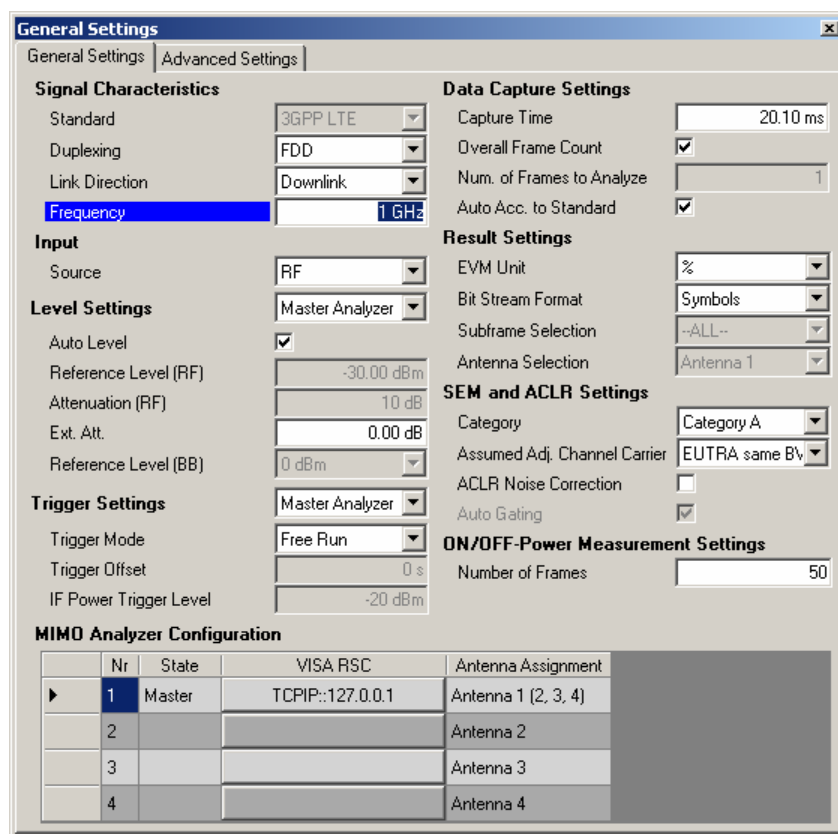 General Settings
General Settings
Advanced Settings
Signal Characteristics
Standard
3GPP LTE
Duplexing
FDD
Link Direction
Downlink
Frequency
1 GHz
Input
Source
RF
Level Settings
Master Analyzer
Auto Level
Reference Level (RF)
-30.00 dBm
Attenuation (RF)
10 dB
Ext. Att.
0.00 dB
Reference Level (BB)
0 dBm
Trigger Settings
Master Analyzer
Trigger Mode
Free Run
Trigger Offset
0 s
IF Power Trigger Level
-20 dBm
Data Capture Settings
Capture Time
20.10 ms
Overall Frame Count
Num. of Frames to Analyze
1
Auto Acc. to Standard
Result Settings
EVM Unit
%
Bit Stream Format
Symbols
Subframe Selection
--ALL--
Antenna Selection
Antenna 1
SEM and ACLR Settings
Category
Category A
Assumed Adj. Channel Carrier
EUTRA same BW
ACLR Noise Correction
Auto Gating
ON/OFF-Power Measurement Settings
Number of Frames
50
MIMO Analyzer Configuration
Nr State VISA RSC Antenna Assignment
1 Master TCPIP::127.0.0.1 Antenna 1 (2, 3, 4)
2 Antenna 2
3 Antenna 3
4 Antenna 4